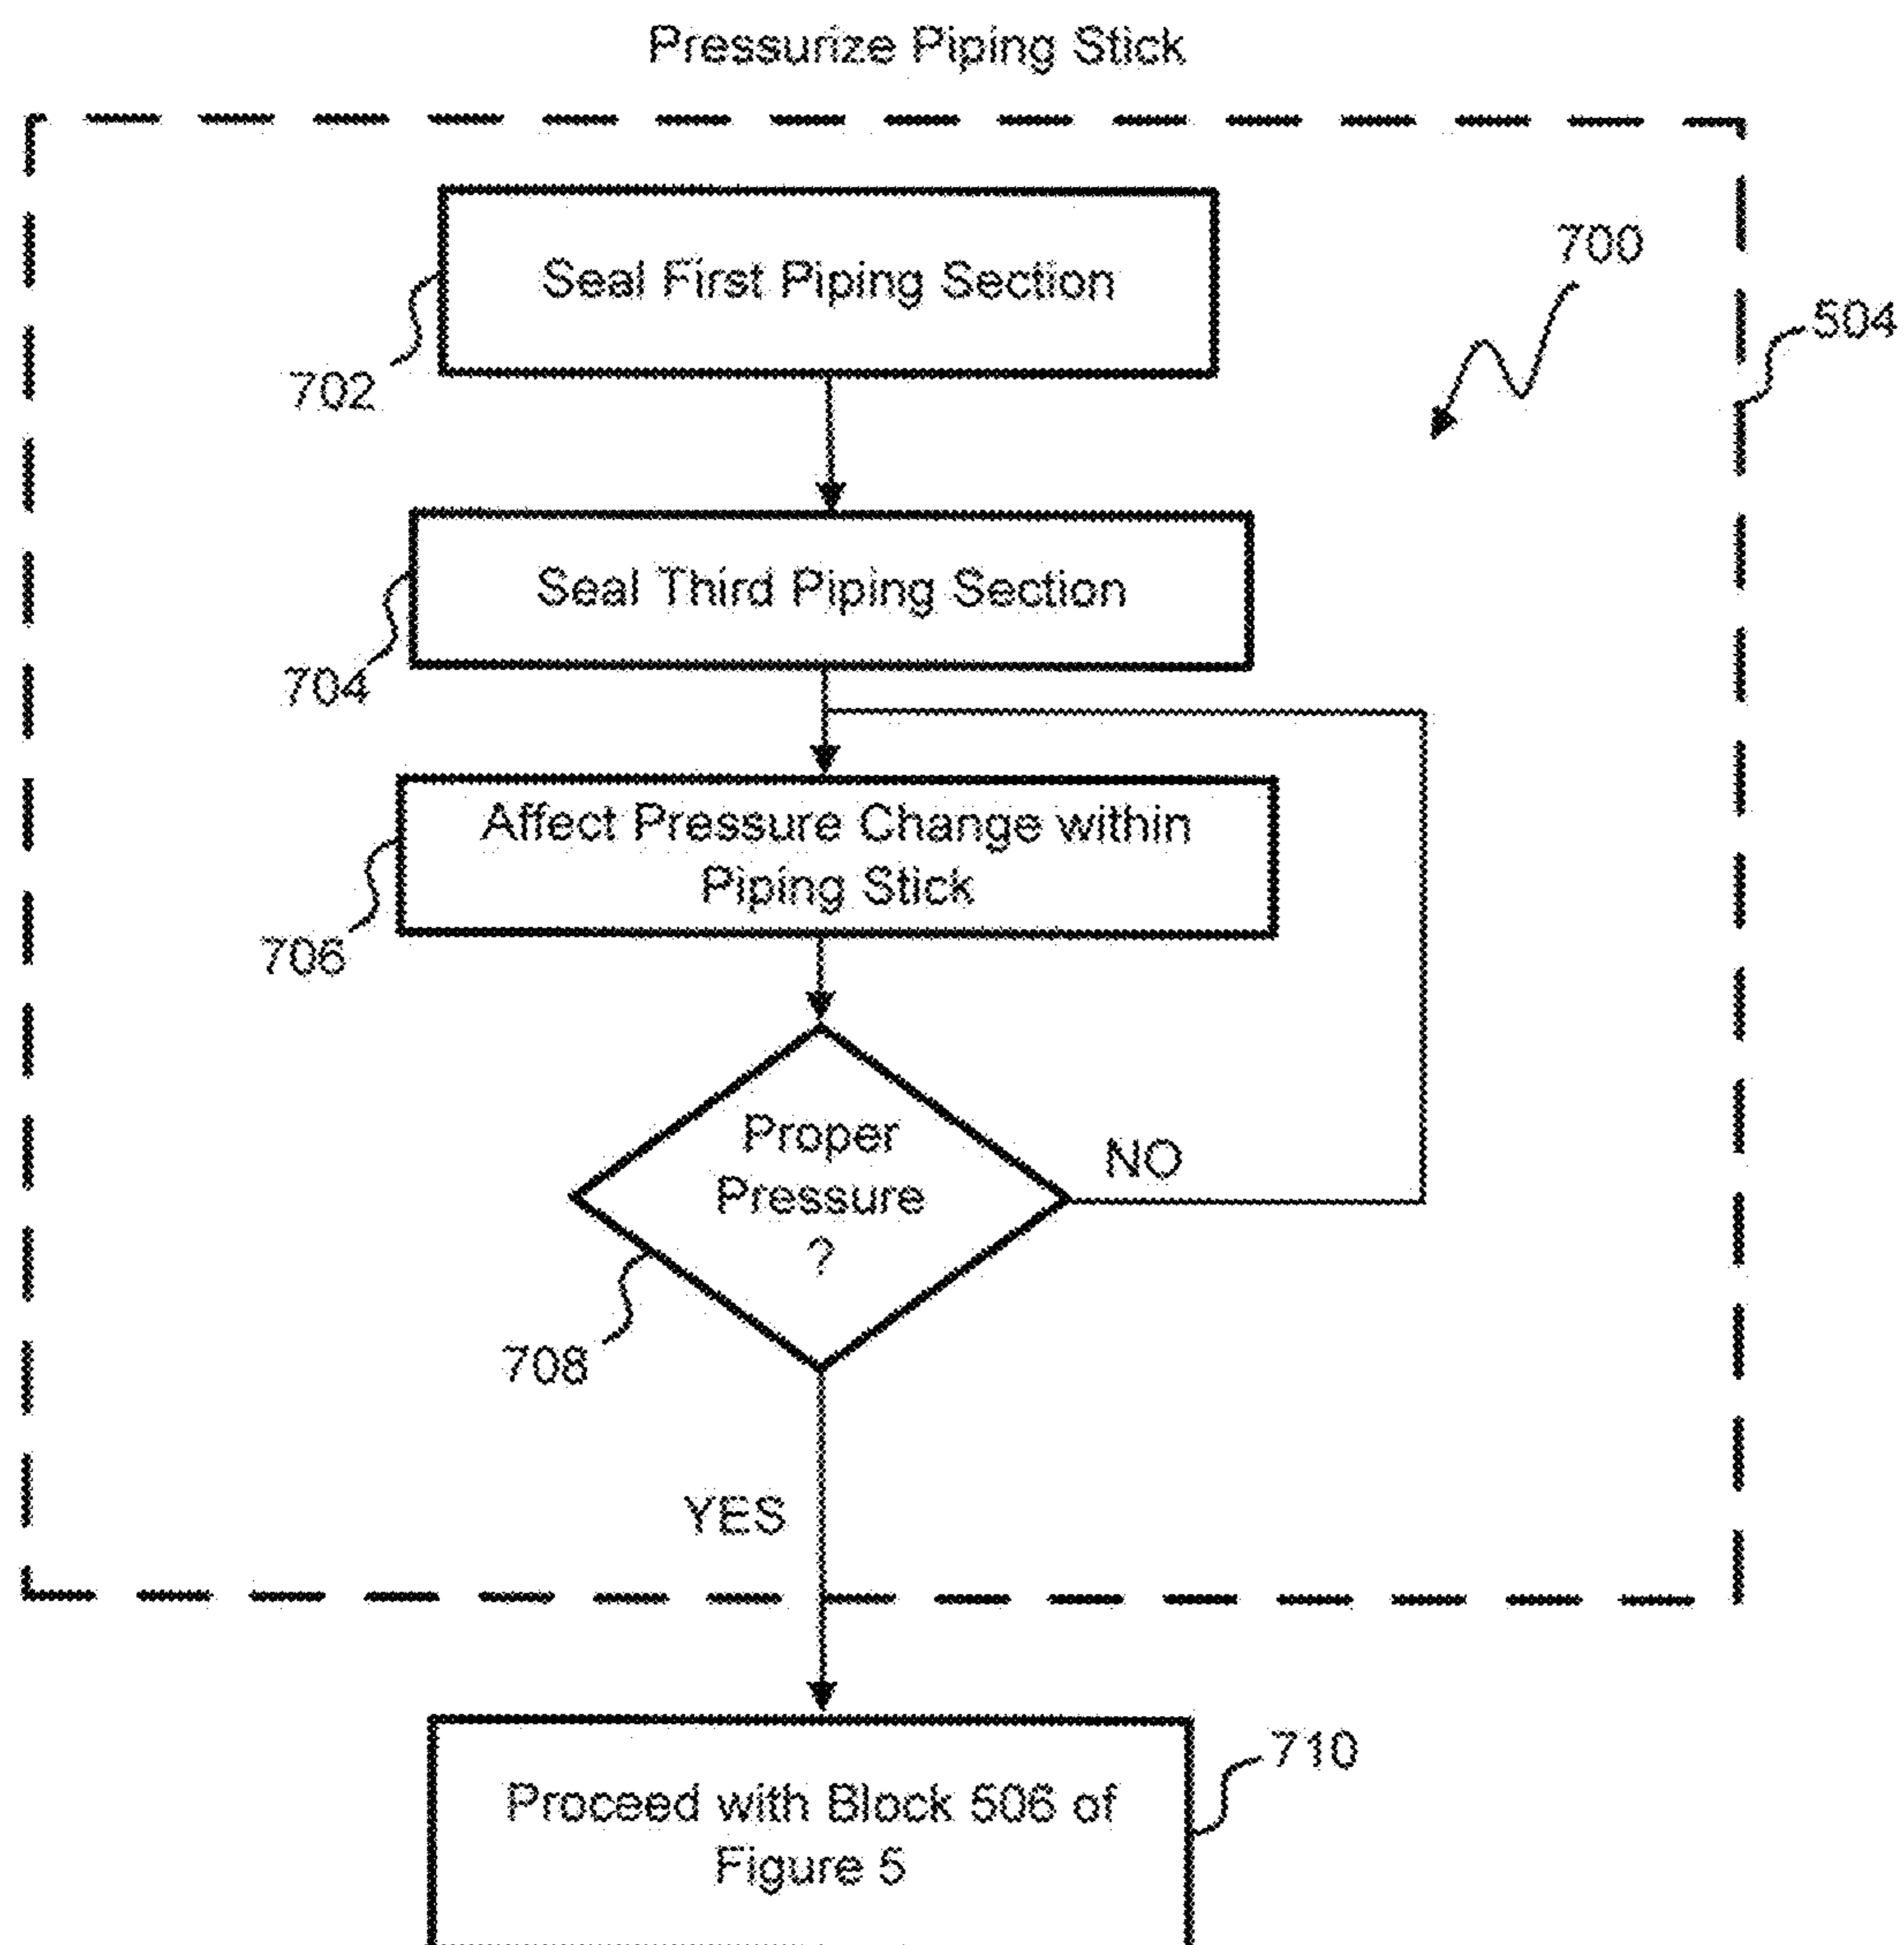 Pressurize Piping Stick
Seal First Piping Section
700
504
702
Seal Third Piping Section
704
Affect Pressure Change within
Piping Stick
706
Proper
Pressure
?
NO
708
YES
710
Proceed with Block 506 of
Figure 5